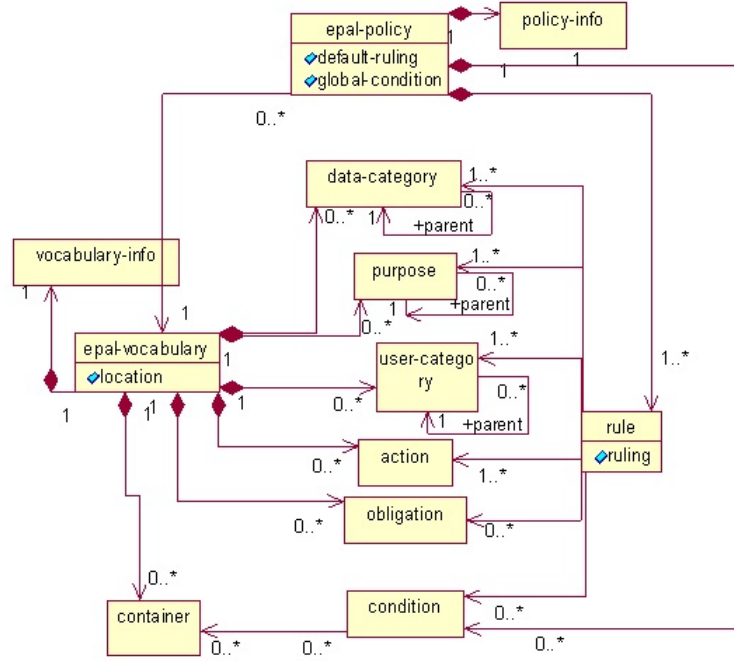 epal-policy
default-ruling
global-condition
policy-info
1
1
1
1
0..*
data-category
1..*
0..*
0..*
1
+parent
vocabulary-info
1
purpose
1..*
0..*
1
+parent
0..*
1
epal-vocabulary
location
1
1
1
1
1
user-catego
ry
1..*
0..*
0..*
1
+parent
1..*
rule
ruling
action
0..*
1..*
obligation
0..*
0..*
container
0..*
condition
0..*
0..*
0..*
0..*